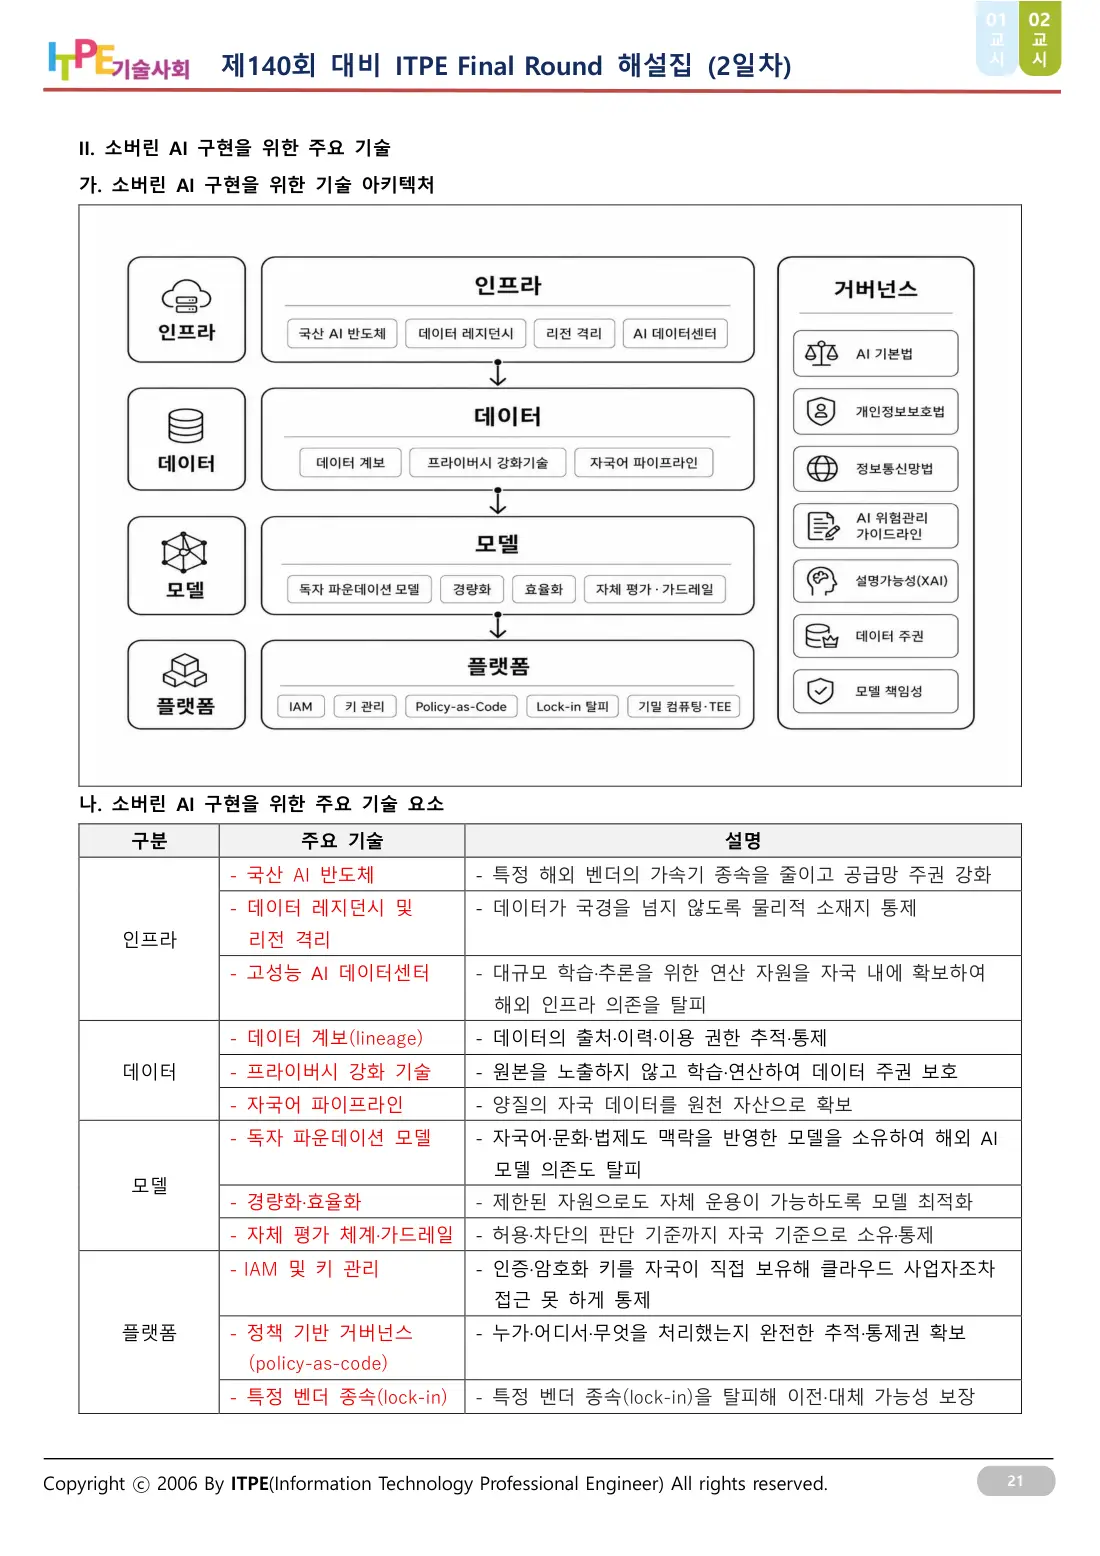 ITPE기술사회 제140회 대비 ITPE Final Round 해설집 (2일차)
01
교
시
02
교
시
II. 소버린 AI 구현을 위한 주요 기술
가. 소버린 AI 구현을 위한 기술 아키텍처
인프라
인프라
국산 AI 반도체 데이터 레지던시 리전 격리 AI 데이터센터
데이터
데이터
데이터 계보 프라이버시 강화기술 자국어 파이프라인
모델
모델
독자 파운데이션 모델 경량화 효율화 자체 평가·가드레일
플랫폼
플랫폼
IAM 키 관리 Policy-as-Code Lock-in 탈피 기밀 컴퓨팅·TEE
거버넌스
AI 기본법
개인정보보호법
정보통신망법
AI 위험관리
가이드라인
설명가능성(XAI)
데이터 주권
모델 책임성
나. 소버린 AI 구현을 위한 주요 기술 요소
구분 주요 기술 설명
인프라
- 국산 AI 반도체 - 특정 해외 벤더의 가속기 종속을 줄이고 공급망 주권 강화
- 데이터 레지던시 및
리전 격리
- 데이터가 국경을 넘지 않도록 물리적 소재지 통제
- 고성능 AI 데이터센터 - 대규모 학습·추론을 위한 연산 자원을 자국 내에 확보하여
해외 인프라 의존을 탈피
데이터
- 데이터 계보(lineage) - 데이터의 출처·이력·이용 권한 추적·통제
- 프라이버시 강화 기술 - 원본을 노출하지 않고 학습·연산하여 데이터 주권 보호
- 자국어 파이프라인 - 양질의 자국 데이터를 원천 자산으로 확보
모델
- 독자 파운데이션 모델 - 자국어·문화·법제도 맥락을 반영한 모델을 소유하여 해외 AI
모델 의존도 탈피
- 경량화·효율화 - 제한된 자원으로도 자체 운용이 가능하도록 모델 최적화
- 자체 평가 체계·가드레일 - 허용·차단의 판단 기준까지 자국 기준으로 소유·통제
플랫폼
- IAM 및 키 관리 - 인증·암호화 키를 자국이 직접 보유해 클라우드 사업자조차
접근 못 하게 통제
- 정책 기반 거버넌스
(policy-as-code)
- 누가·어디서·무엇을 처리했는지 완전한 추적·통제권 확보
- 특정 벤더 종속(lock-in) - 특정 벤더 종속(lock-in)을 탈피해 이전·대체 가능성 보장
Copyright ⓒ 2006 By ITPE(Information Technology Professional Engineer) All rights reserved.
21